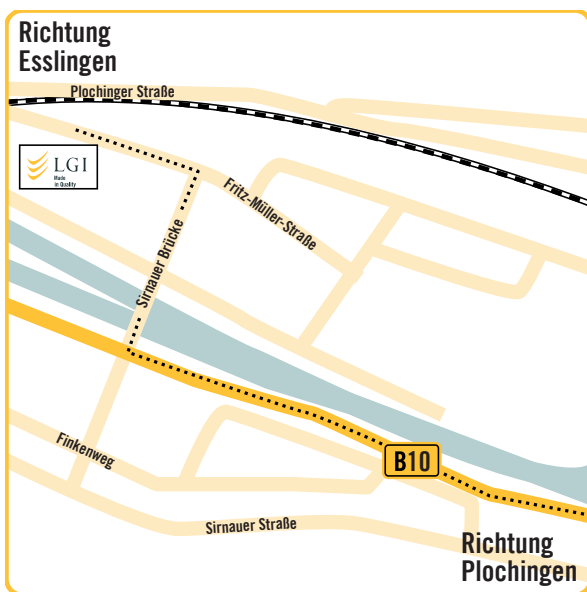 Richtung
Esslingen
Plochinger Straße
LGI
Made
in Quality
Fritz-Müller-Straße
Sirnauer Brücke
Finkenweg
B10
Sirnauer Straße
Richtung
Plochingen